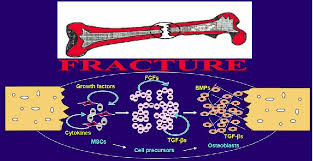 FRACTURE
Growth factors
FGFs
BMPs
Cytokines
TGF-βs
TGF-βs
MSCs
Cell precursors
Osteoblasts